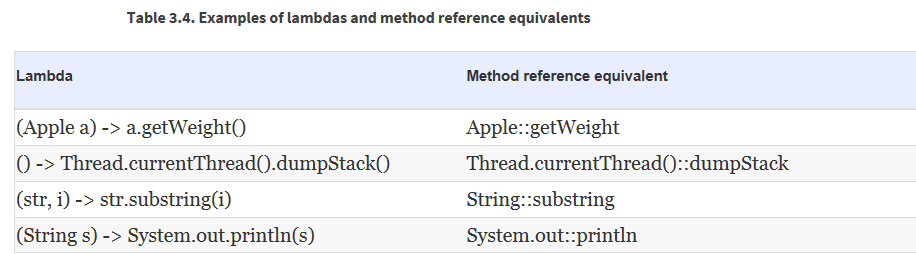 Table 3.4. Examples of lambdas and method reference equivalents
Lambda Method reference equivalent
(Apple a) -> a.getWeight() Apple::getWeight
() -> Thread.currentThread().dumpStack() Thread.currentThread()::dumpStack
(str, i) -> str.substring(i) String::substring
(String s) -> System.out.println(s) System.out::println